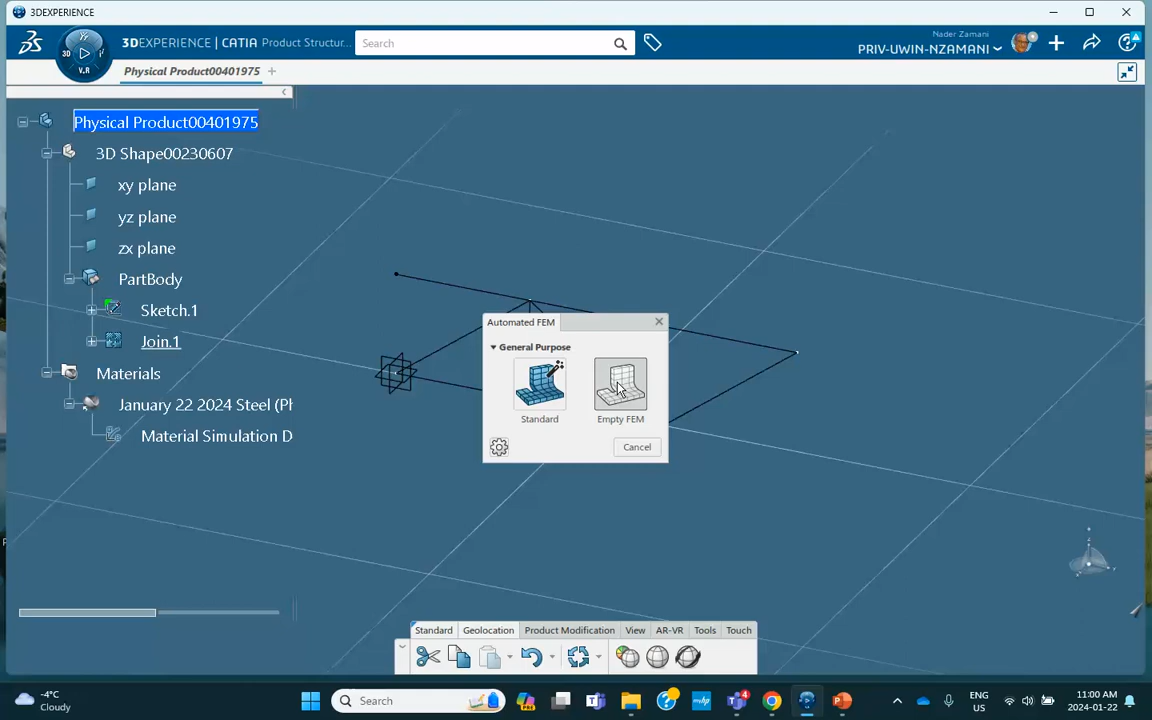 3DEXPERIENCE
3DEXPERIENCE | CATIA Product Structur...
Search
Nader Zamani
PRIV-UWIN-NZAMANI
3D
V.R
Physical Product00401975
Physical Product00401975
3D Shape00230607
xy plane
yz plane
zx plane
PartBody
Sketch.1
Join.1
Materials
January 22 2024 Steel (Ph
Material Simulation D
Automated FEM
General Purpose
Standard
Empty FEM
Cancel
Standard
Geolocation
Product Modification
View
AR-VR
Tools
Touch
-4°C
Cloudy
Search
4
ENG
US
11:00 AM
2024-01-22